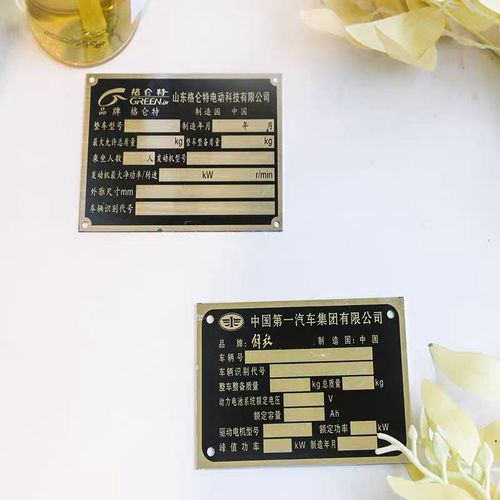 格仑特
GREENLAND
山东格仑特电动科技有限公司
品牌 格仑特 制造国 中国
整车型号 制造年月 年 月
最大允许总质量 kg 整车整备质量 kg
乘坐人数 人 发动机型号
发动机最大净功率/转速 kW r/min
外廓尺寸mm
车辆识别代号
中国第一汽车集团有限公司
品牌: 解放 制造国: 中国
车辆号
车辆识别代号
整车整备质量 kg 总质量 kg
动力电池系统额定电压 V
额定容量 Ah
驱动电机型号 额定功率 kW
峰值功率 kW 制造年月